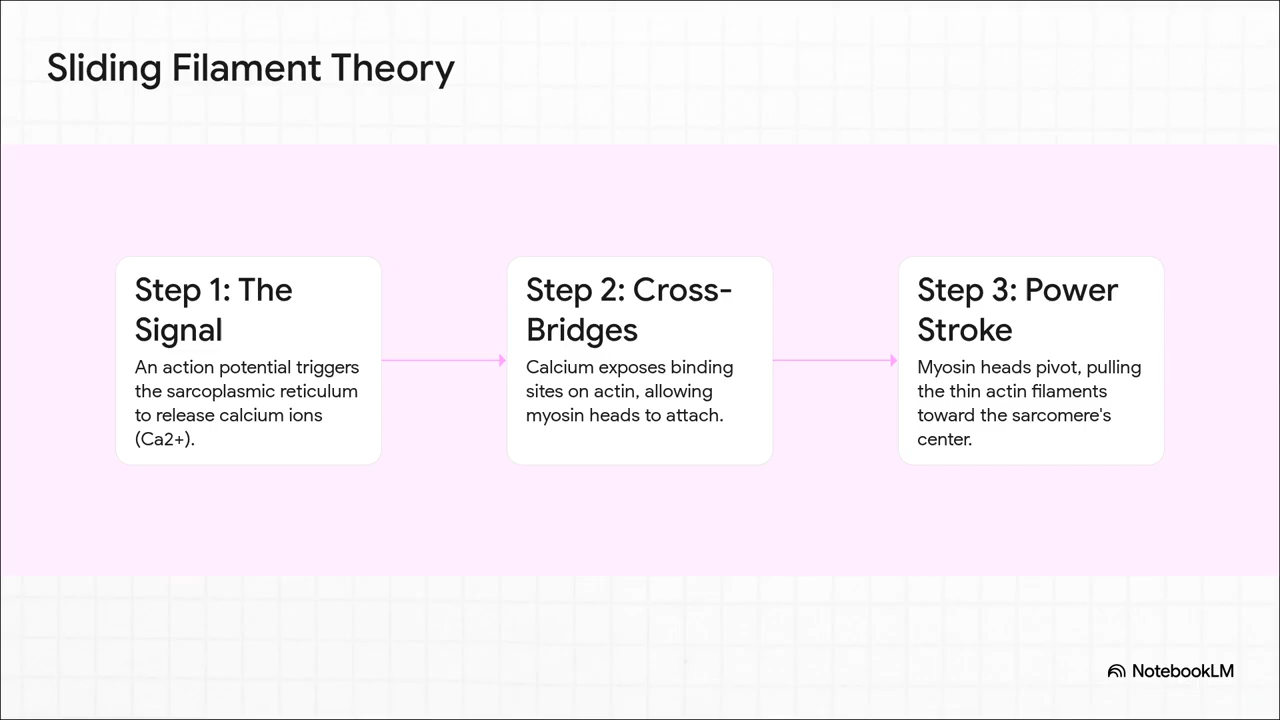 Sliding Filament Theory
Step 1: The
Signal
An action potential triggers
the sarcoplasmic reticulum
to release calcium ions
(Ca2+).
Step 2: Cross-
Bridges
Calcium exposes binding
sites on actin, allowing
myosin heads to attach.
Step 3: Power
Stroke
Myosin heads pivot, pulling
the thin actin filaments
toward the sarcomere's
center.
NotebookLM